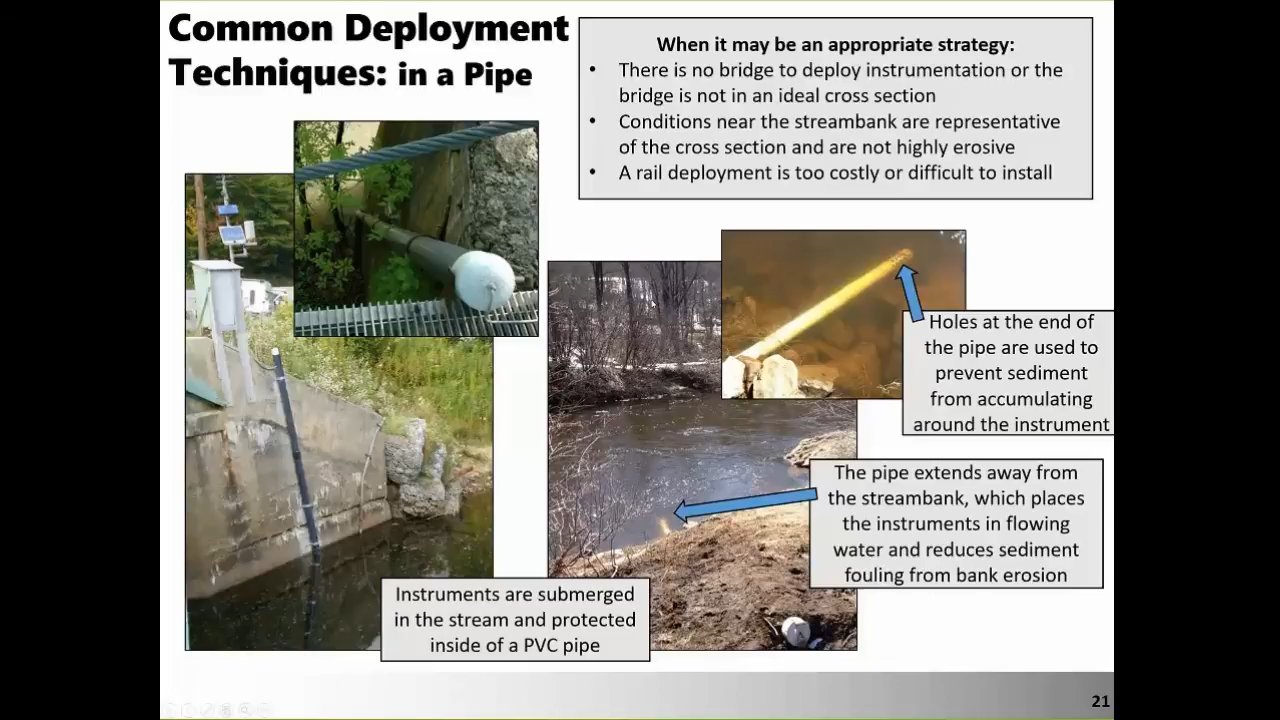 Common Deployment
Techniques: in a Pipe
When it may be an appropriate strategy:
• There is no bridge to deploy instrumentation or the
bridge is not in an ideal cross section
• Conditions near the streambank are representative
of the cross section and are not highly erosive
• A rail deployment is too costly or difficult to install
Holes at the end of
the pipe are used to
prevent sediment
from accumulating
around the instrument
The pipe extends away from
the streambank, which places
the instruments in flowing
water and reduces sediment
fouling from bank erosion
Instruments are submerged
in the stream and protected
inside of a PVC pipe
21